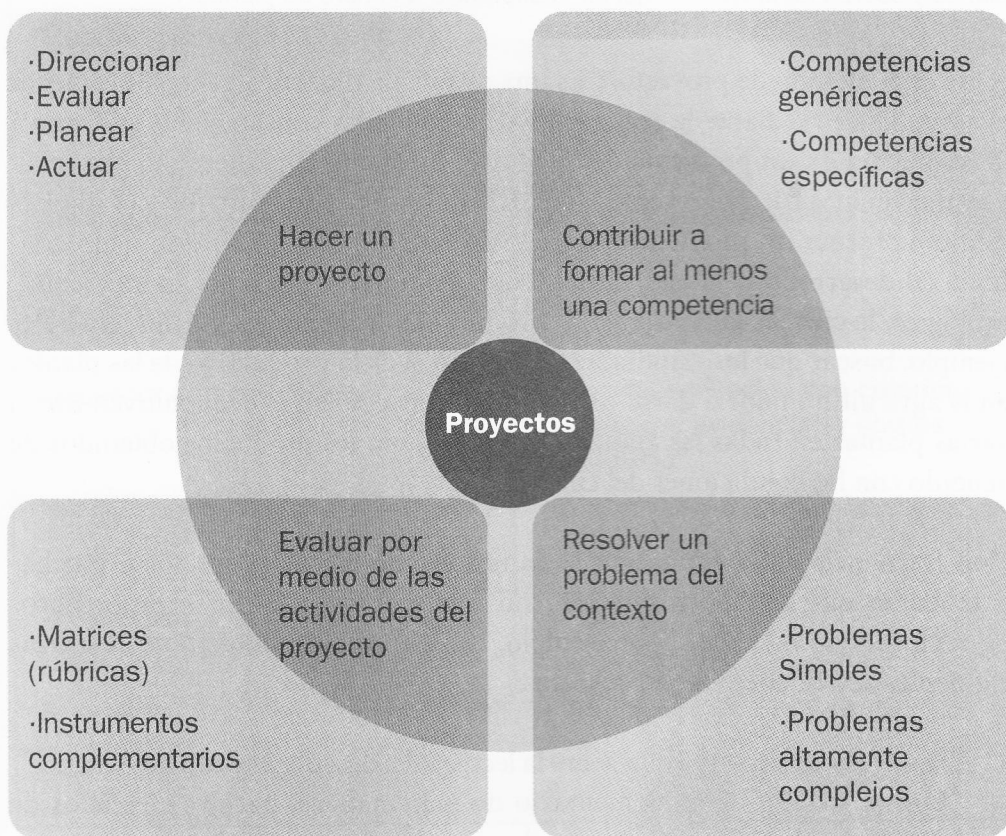 ·Direccionar
·Evaluar
·Planear
·Actuar
Hacer un
proyecto
·Competencias
genéricas
·Competencias
específicas
Contribuir a
formar al menos
una competencia
Proyectos
Evaluar por
medio de las
actividades del
proyecto
·Matrices
(rúbricas)
·Instrumentos
complementarios
Resolver un
problema del
contexto
·Problemas
Simples
·Problemas
altamente
complejos